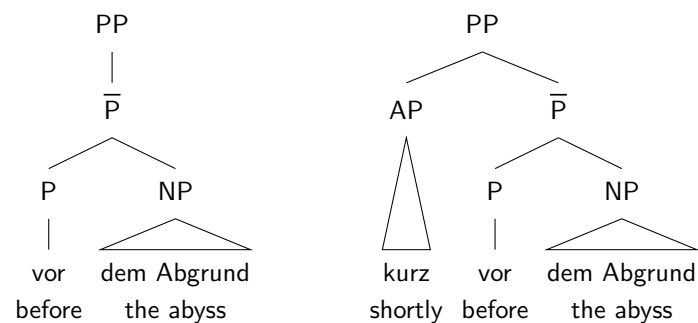 PP PP
P̅
AP P̅
P NP
P NP
vor dem Abgrund kurz vor dem Abgrund
before the abyss shortly before the abyss